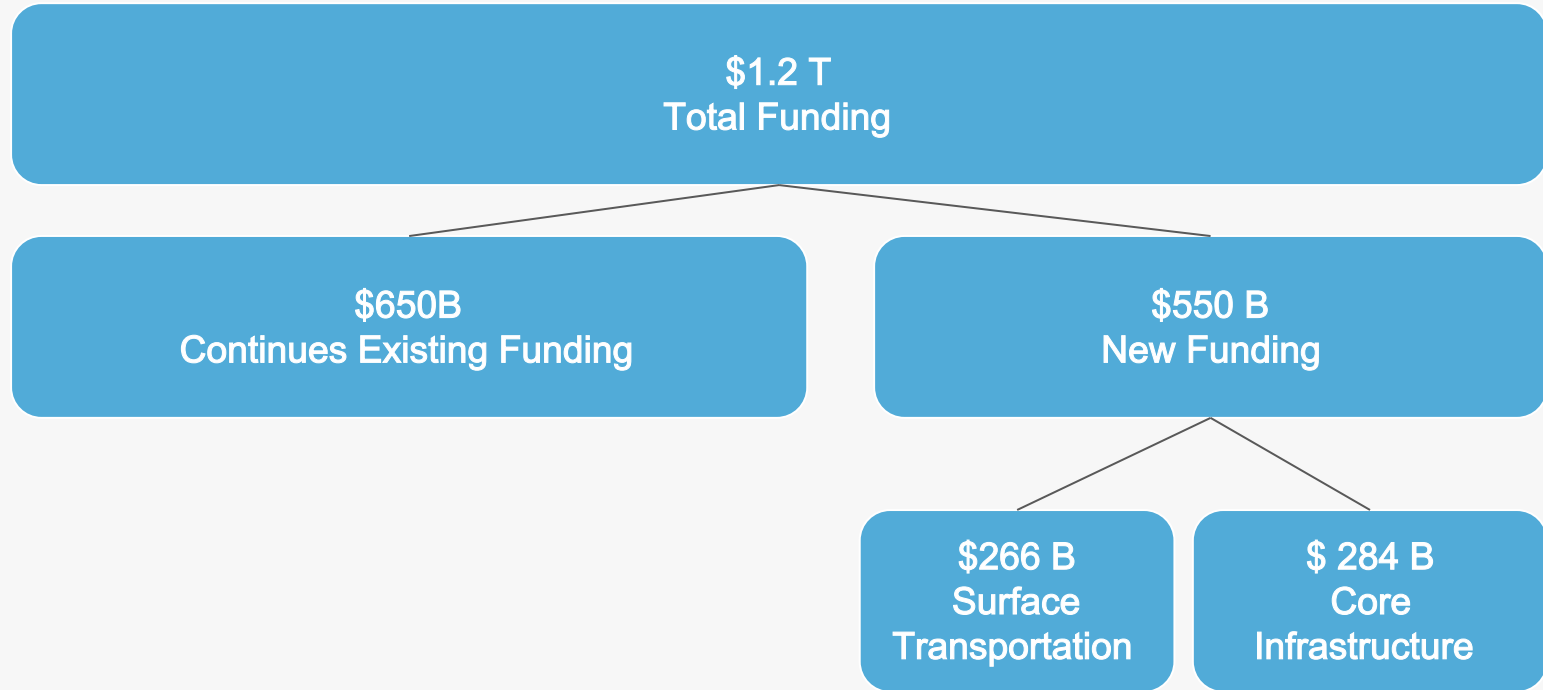 $1.2 T
Total Funding
$650B
Continues Existing Funding
$550 B
New Funding
$266 B
Surface
Transportation
$ 284 B
Core
Infrastructure